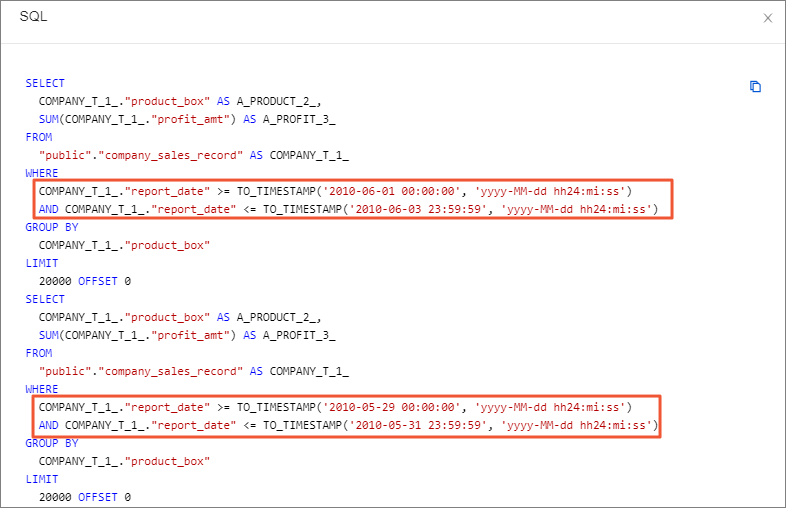 SQL
SELECT
COMPANY_T_1_."product_box" AS A_PRODUCT_2_,
SUM(COMPANY_T_1_."profit_amt") AS A_PROFIT_3_
FROM
"public"."company_sales_record" AS COMPANY_T_1_
WHERE
COMPANY_T_1_."report_date" >= TO_TIMESTAMP('2010-06-01 00:00:00', 'yyyy-MM-dd hh24:mi:ss')
AND COMPANY_T_1_."report_date" <= TO_TIMESTAMP('2010-06-03 23:59:59', 'yyyy-MM-dd hh24:mi:ss')
GROUP BY
COMPANY_T_1_."product_box"
LIMIT
20000 OFFSET 0
SELECT
COMPANY_T_1_."product_box" AS A_PRODUCT_2_,
SUM(COMPANY_T_1_."profit_amt") AS A_PROFIT_3_
FROM
"public"."company_sales_record" AS COMPANY_T_1_
WHERE
COMPANY_T_1_."report_date" >= TO_TIMESTAMP('2010-05-29 00:00:00', 'yyyy-MM-dd hh24:mi:ss')
AND COMPANY_T_1_."report_date" <= TO_TIMESTAMP('2010-05-31 23:59:59', 'yyyy-MM-dd hh24:mi:ss')
GROUP BY
COMPANY_T_1_."product_box"
LIMIT
20000 OFFSET 0